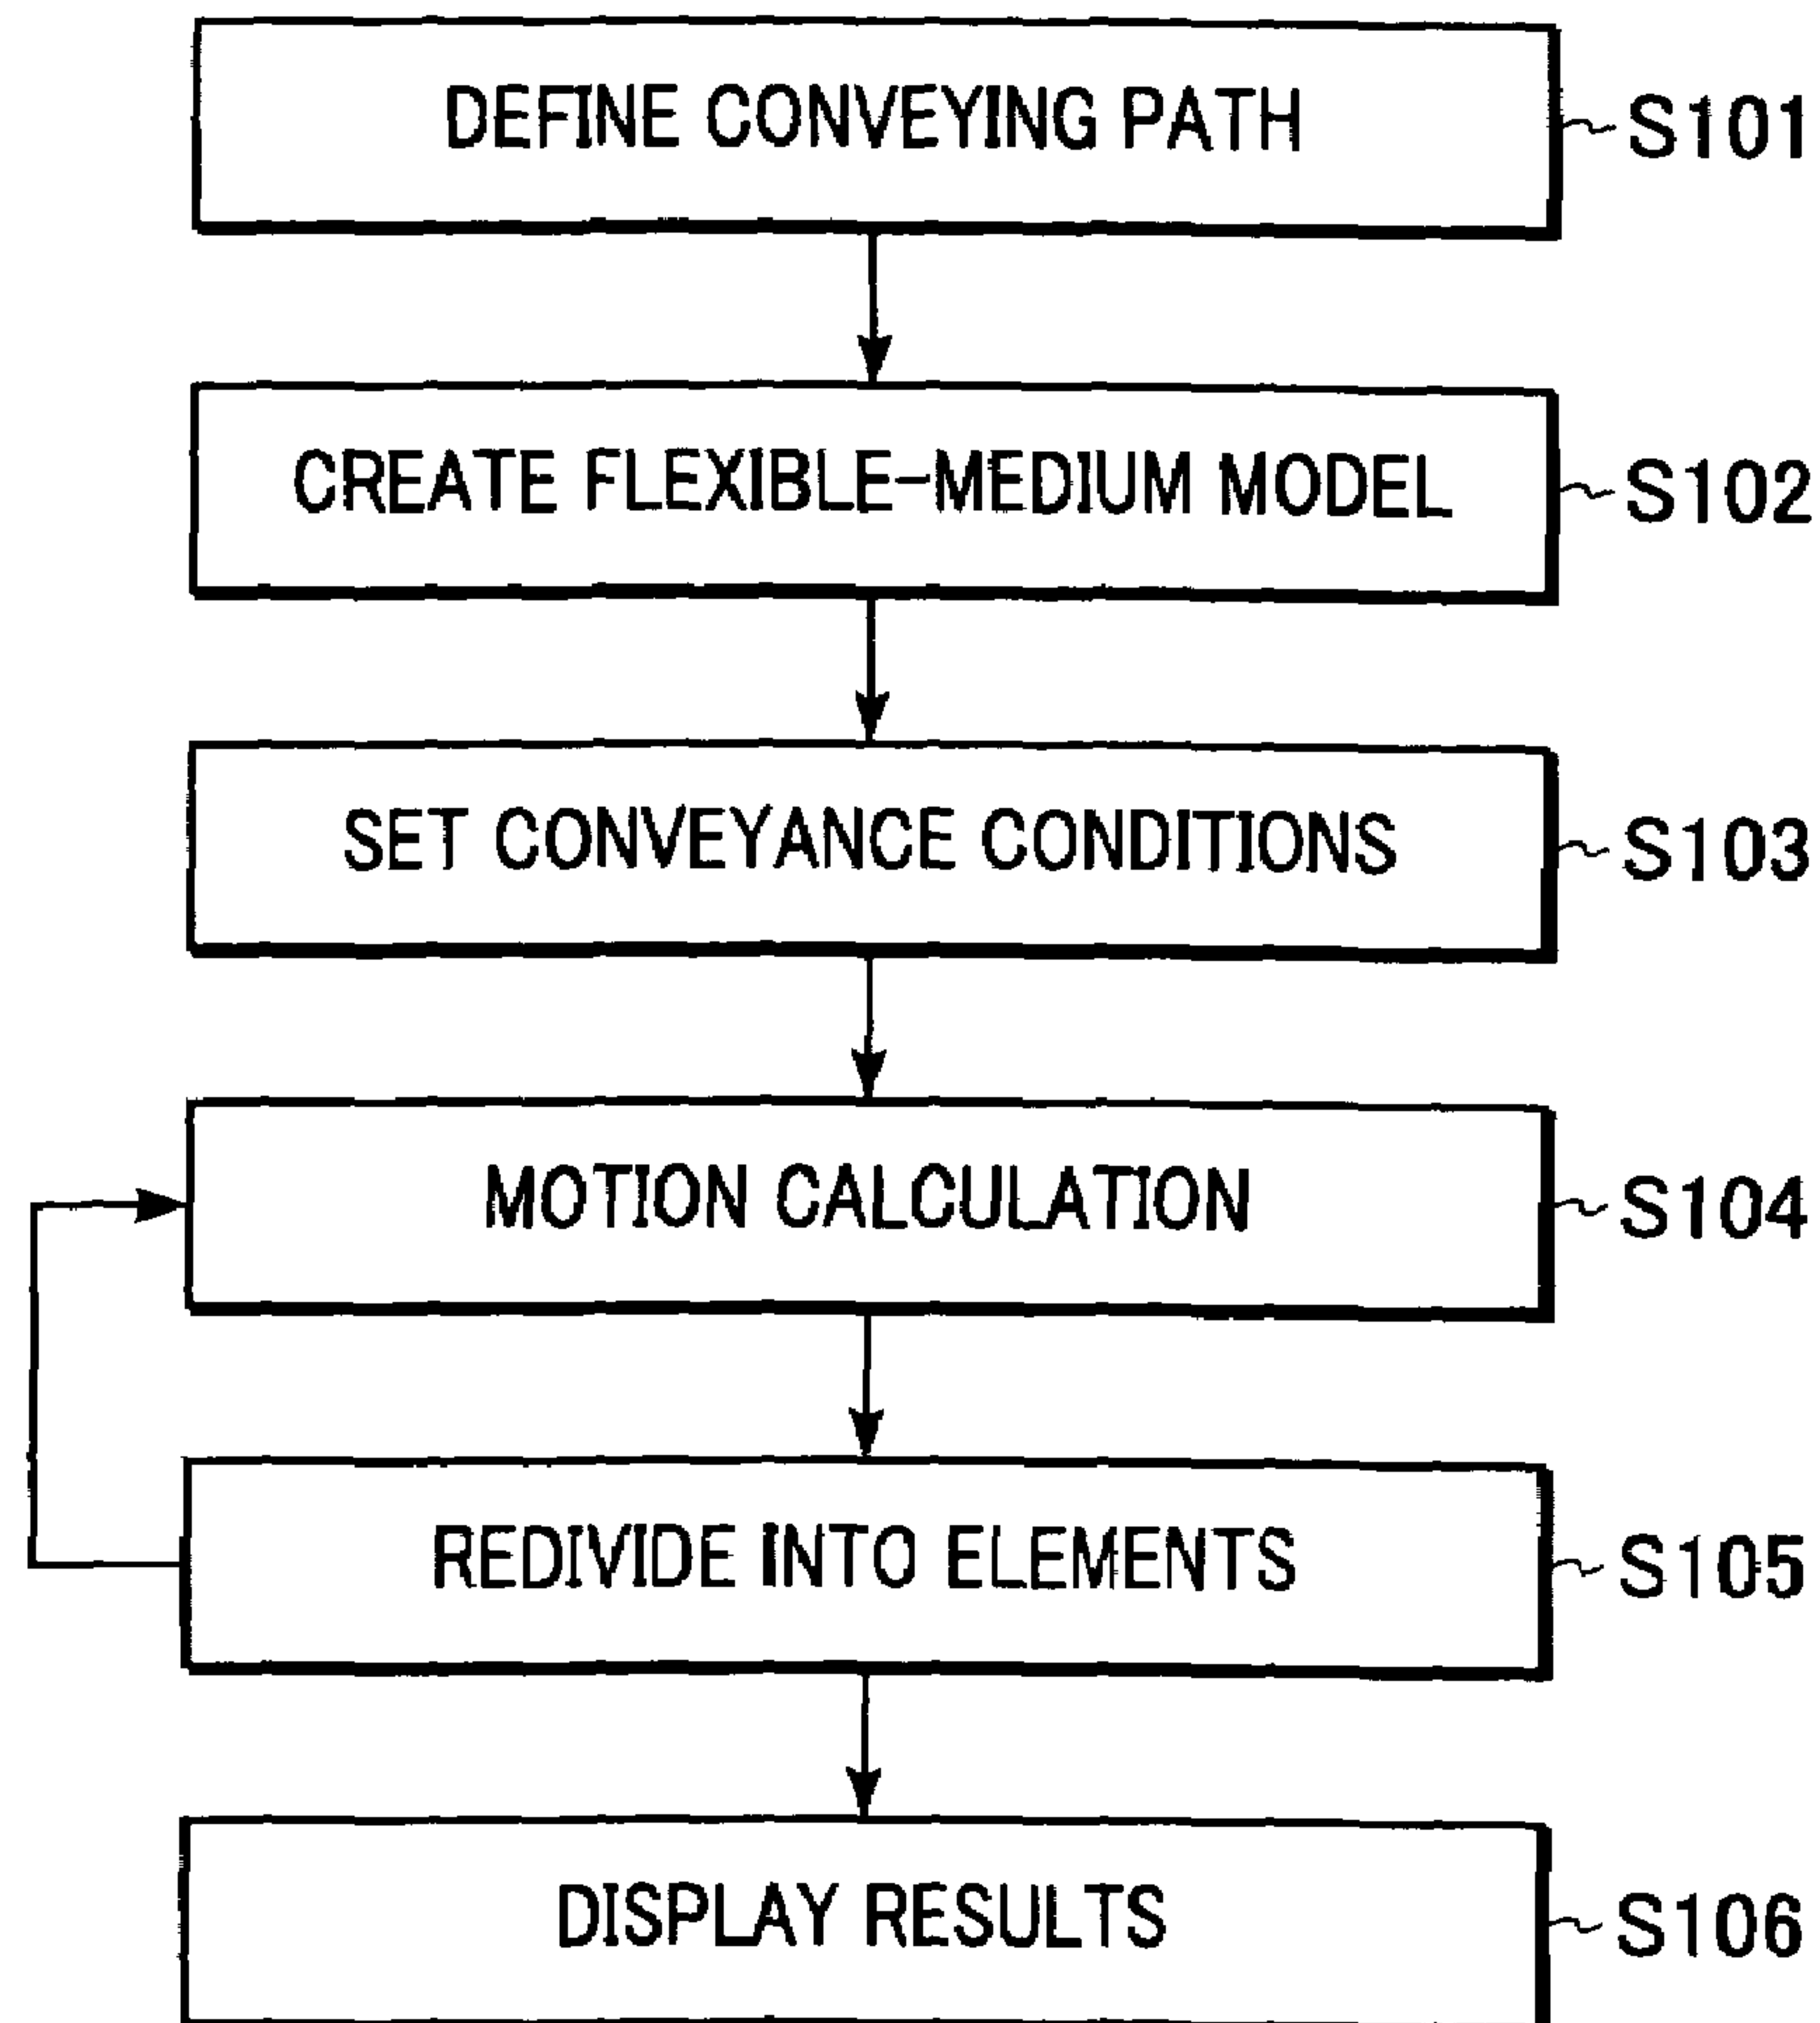 DEFINE CONVEYING PATH S101
CREATE FLEXIBLE-MEDIUM MODEL S102
SET CONVEYANCE CONDITIONS S103
MOTION CALCULATION S104
REDIVIDE INTO ELEMENTS S105
DISPLAY RESULTS S106